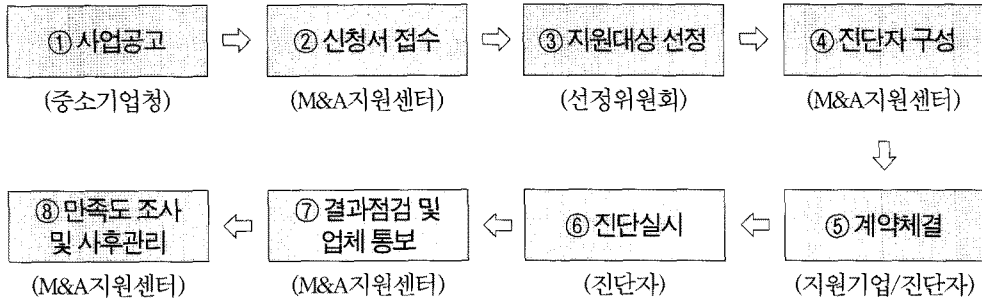 ① 사업공고
② 신청서 접수
③ 지원대상 선정
④ 진단자 구성
(중소기업청)
(M&A지원센터)
(선정위원회)
(M&A지원센터)
⑧ 만족도 조사
및 사후관리
⑦ 결과점검 및
업체 통보
⑥ 진단실시
⑤ 계약체결
(M&A지원센터)
(M&A지원센터)
(진단자)
(지원기업/진단자)